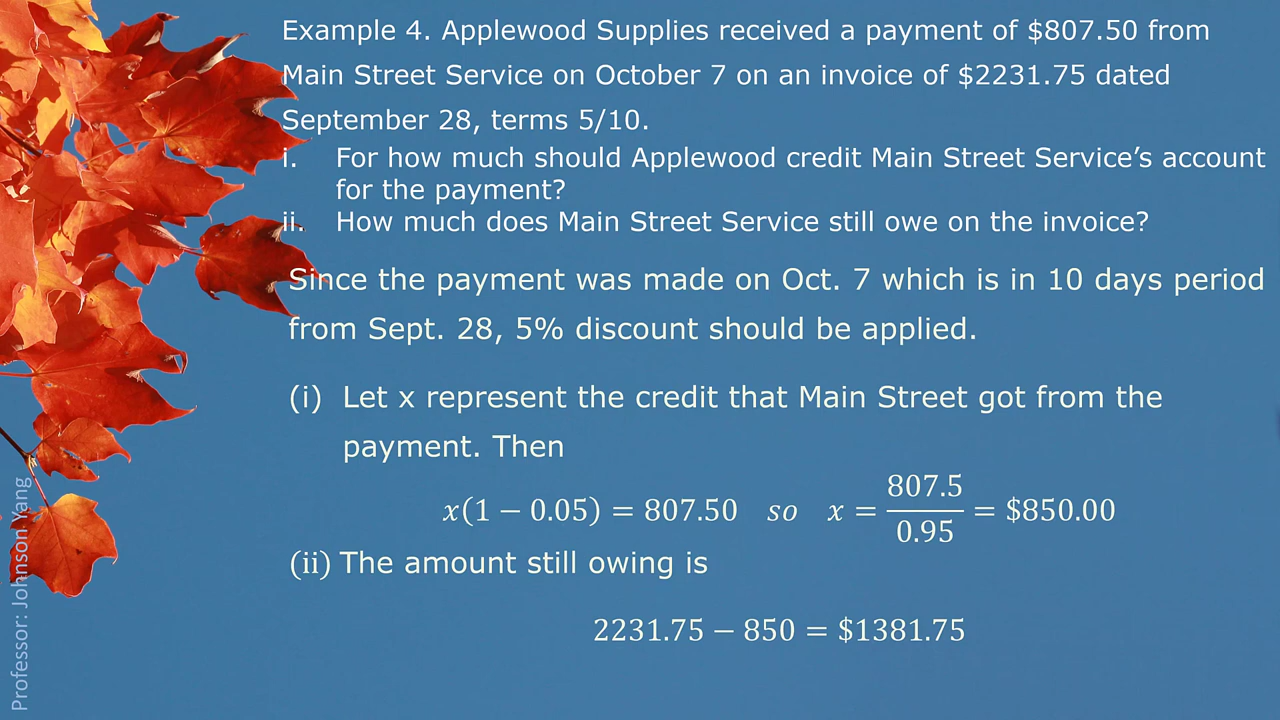 Example 4. Applewood Supplies received a payment of $807.50 from
Main Street Service on October 7 on an invoice of $2231.75 dated
September 28, terms 5/10.
i. For how much should Applewood credit Main Street Service’s account
for the payment?
ii. How much does Main Street Service still owe on the invoice?
Since the payment was made on Oct. 7 which is in 10 days period
from Sept. 28, 5% discount should be applied.
(i) Let x represent the credit that Main Street got from the
payment. Then
x(1 − 0.05) = 807.50 so x = 807.5/0.95 = $850.00
(ii) The amount still owing is
2231.75 − 850 = $1381.75
Professor: Johnson Yang